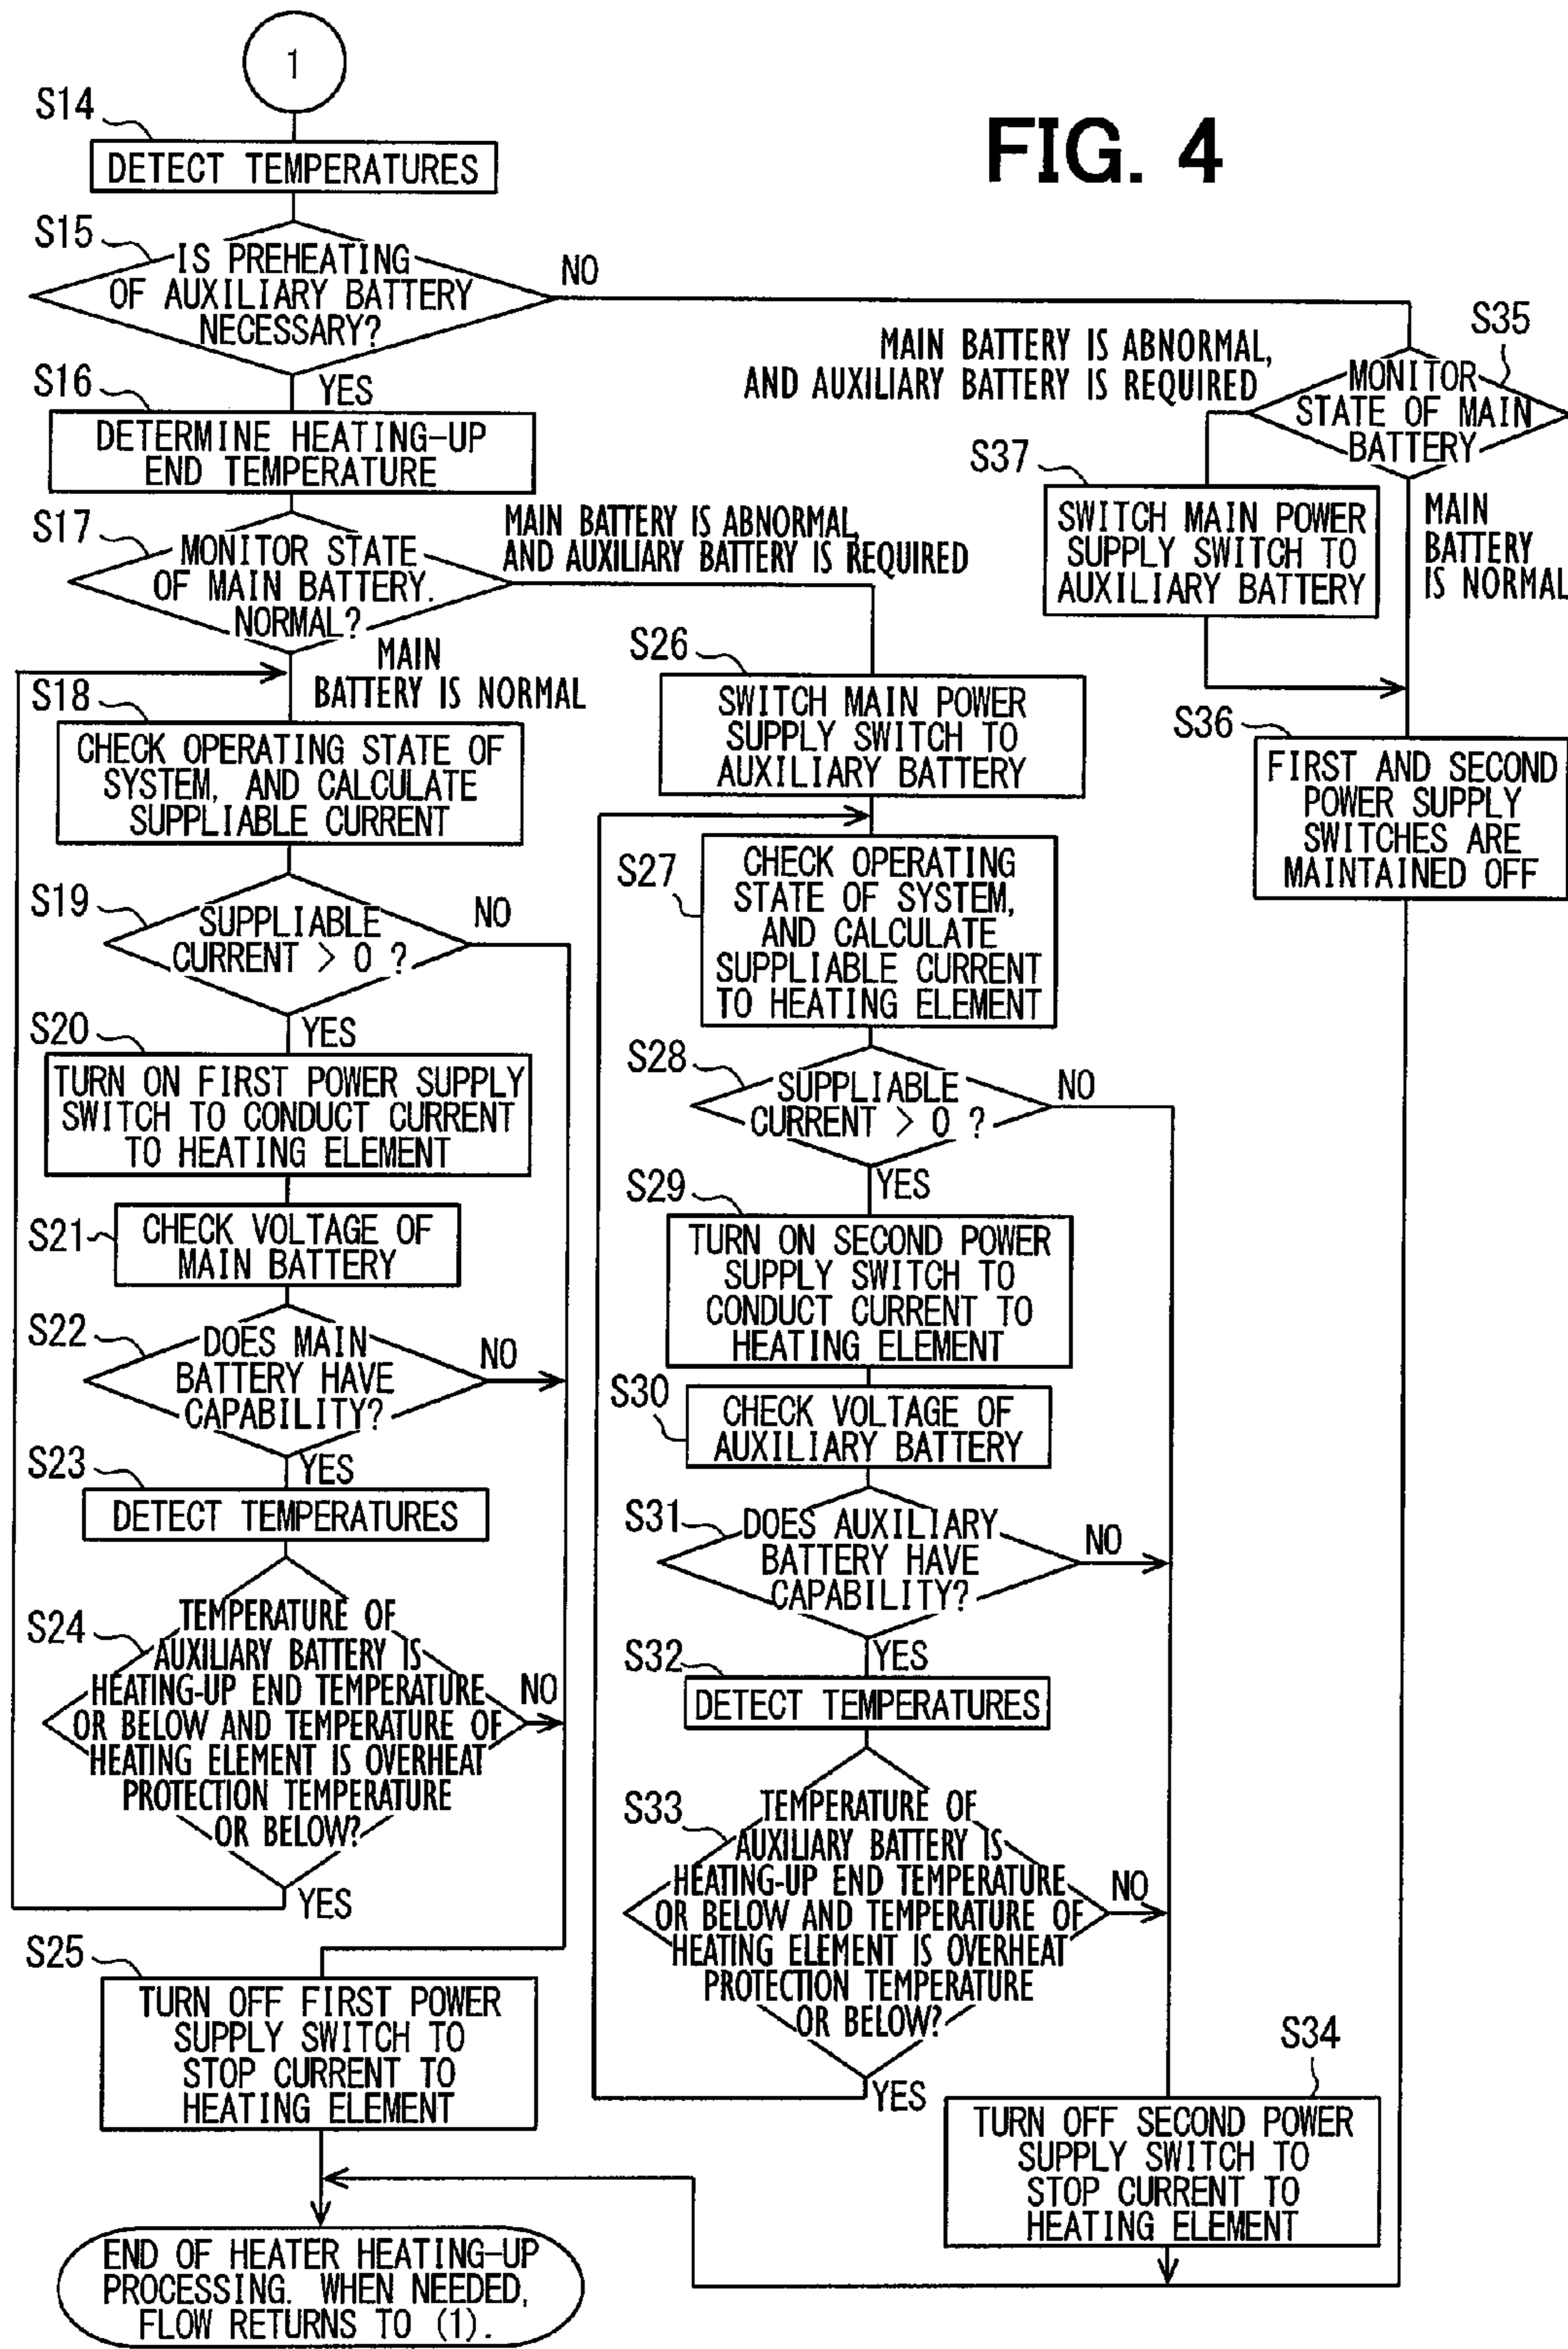 1
FIG. 4
S14
DETECT TEMPERATURES
S15
IS PREHEATING
OF AUXILIARY BATTERY
NECESSARY?
NO
YES
S16
DETERMINE HEATING-UP
END TEMPERATURE
S17
MONITOR STATE
OF MAIN BATTERY.
NORMAL?
MAIN BATTERY IS ABNORMAL,
AND AUXILIARY BATTERY IS REQUIRED
MAIN
BATTERY IS NORMAL
S18
CHECK OPERATING STATE OF
SYSTEM, AND CALCULATE
SUPPLIABLE CURRENT
S19
SUPPLIABLE
CURRENT > 0 ?
NO
YES
S20
TURN ON FIRST POWER SUPPLY
SWITCH TO CONDUCT CURRENT
TO HEATING ELEMENT
S21
CHECK VOLTAGE OF
MAIN BATTERY
S22
DOES MAIN
BATTERY HAVE
CAPABILITY?
NO
YES
S23
DETECT TEMPERATURES
S24
TEMPERATURE OF
AUXILIARY BATTERY IS
HEATING-UP END TEMPERATURE
OR BELOW AND TEMPERATURE OF
HEATING ELEMENT IS OVERHEAT
PROTECTION TEMPERATURE
OR BELOW?
NO
YES
S25
TURN OFF FIRST POWER
SUPPLY SWITCH TO
STOP CURRENT TO
HEATING ELEMENT
END OF HEATER HEATING-UP
PROCESSING. WHEN NEEDED,
FLOW RETURNS TO (1).
S26
SWITCH MAIN POWER
SUPPLY SWITCH TO
AUXILIARY BATTERY
S27
CHECK OPERATING
STATE OF SYSTEM,
AND CALCULATE
SUPPLIABLE CURRENT
TO HEATING ELEMENT
S28
SUPPLIABLE
CURRENT > 0 ?
NO
YES
S29
TURN ON SECOND POWER
SUPPLY SWITCH TO
CONDUCT CURRENT TO
HEATING ELEMENT
S30
CHECK VOLTAGE OF
AUXILIARY BATTERY
S31
DOES AUXILIARY
BATTERY HAVE
CAPABILITY?
NO
YES
S32
DETECT TEMPERATURES
S33
TEMPERATURE OF
AUXILIARY BATTERY IS
HEATING-UP END TEMPERATURE
OR BELOW AND TEMPERATURE OF
HEATING ELEMENT IS OVERHEAT
PROTECTION TEMPERATURE
OR BELOW?
NO
YES
S34
TURN OFF SECOND POWER
SUPPLY SWITCH TO
STOP CURRENT TO
HEATING ELEMENT
S35
MONITOR
STATE OF MAIN
BATTERY
MAIN BATTERY IS ABNORMAL,
AND AUXILIARY BATTERY IS REQUIRED
S37
SWITCH MAIN POWER
SUPPLY SWITCH TO
AUXILIARY BATTERY
MAIN
BATTERY
IS NORMAL
S36
FIRST AND SECOND
POWER SUPPLY
SWITCHES ARE
MAINTAINED OFF